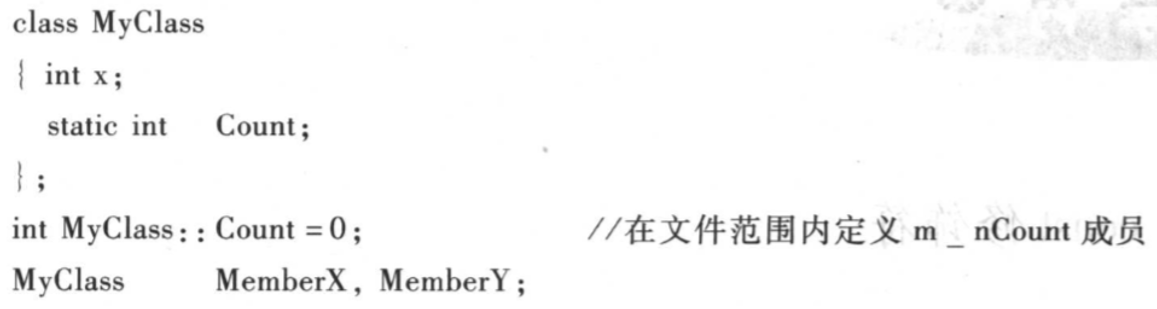 class MyClass
{ int x;
static int Count;
};
int MyClass::Count =0; //在文件范围内定义 m _ nCount 成员
MyClass MemberX, MemberY;